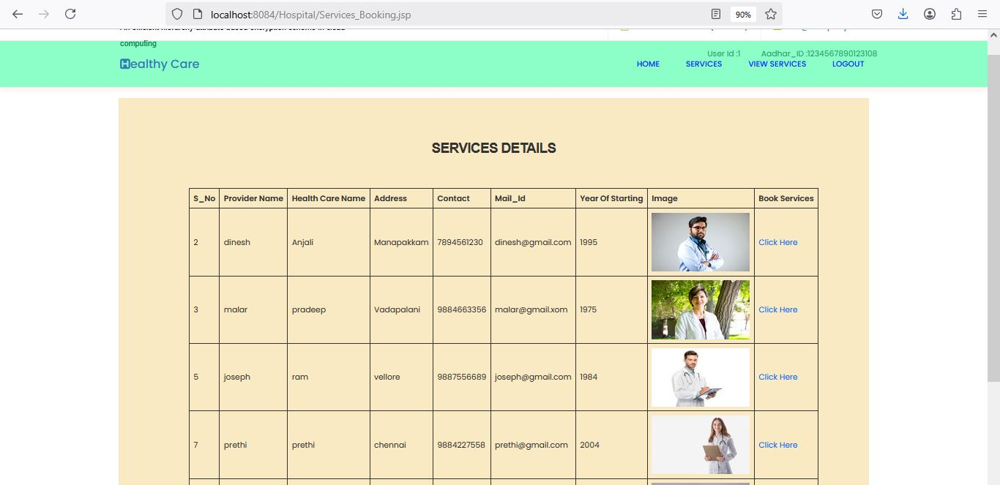 localhost:8084/Hospital/Services_Booking.jsp
90%
computing
User Id :1 Aadhar_ID :1234567890123108
Healthy Care
HOME SERVICES VIEW SERVICES LOGOUT
SERVICES DETAILS
S_No Provider Name Health Care Name Address Contact Mail_Id Year Of Starting Image Book Services
2 dinesh Anjali Manapakkam 7894561230 dinesh@gmail.com 1995 Click Here
3 malar pradeep Vadapalani 9884663356 malar@gmail.xom 1975 Click Here
5 joseph ram vellore 9887556689 joseph@gmail.com 1984 Click Here
7 prethi prethi chennai 9884227558 prethi@gmail.com 2004 Click Here